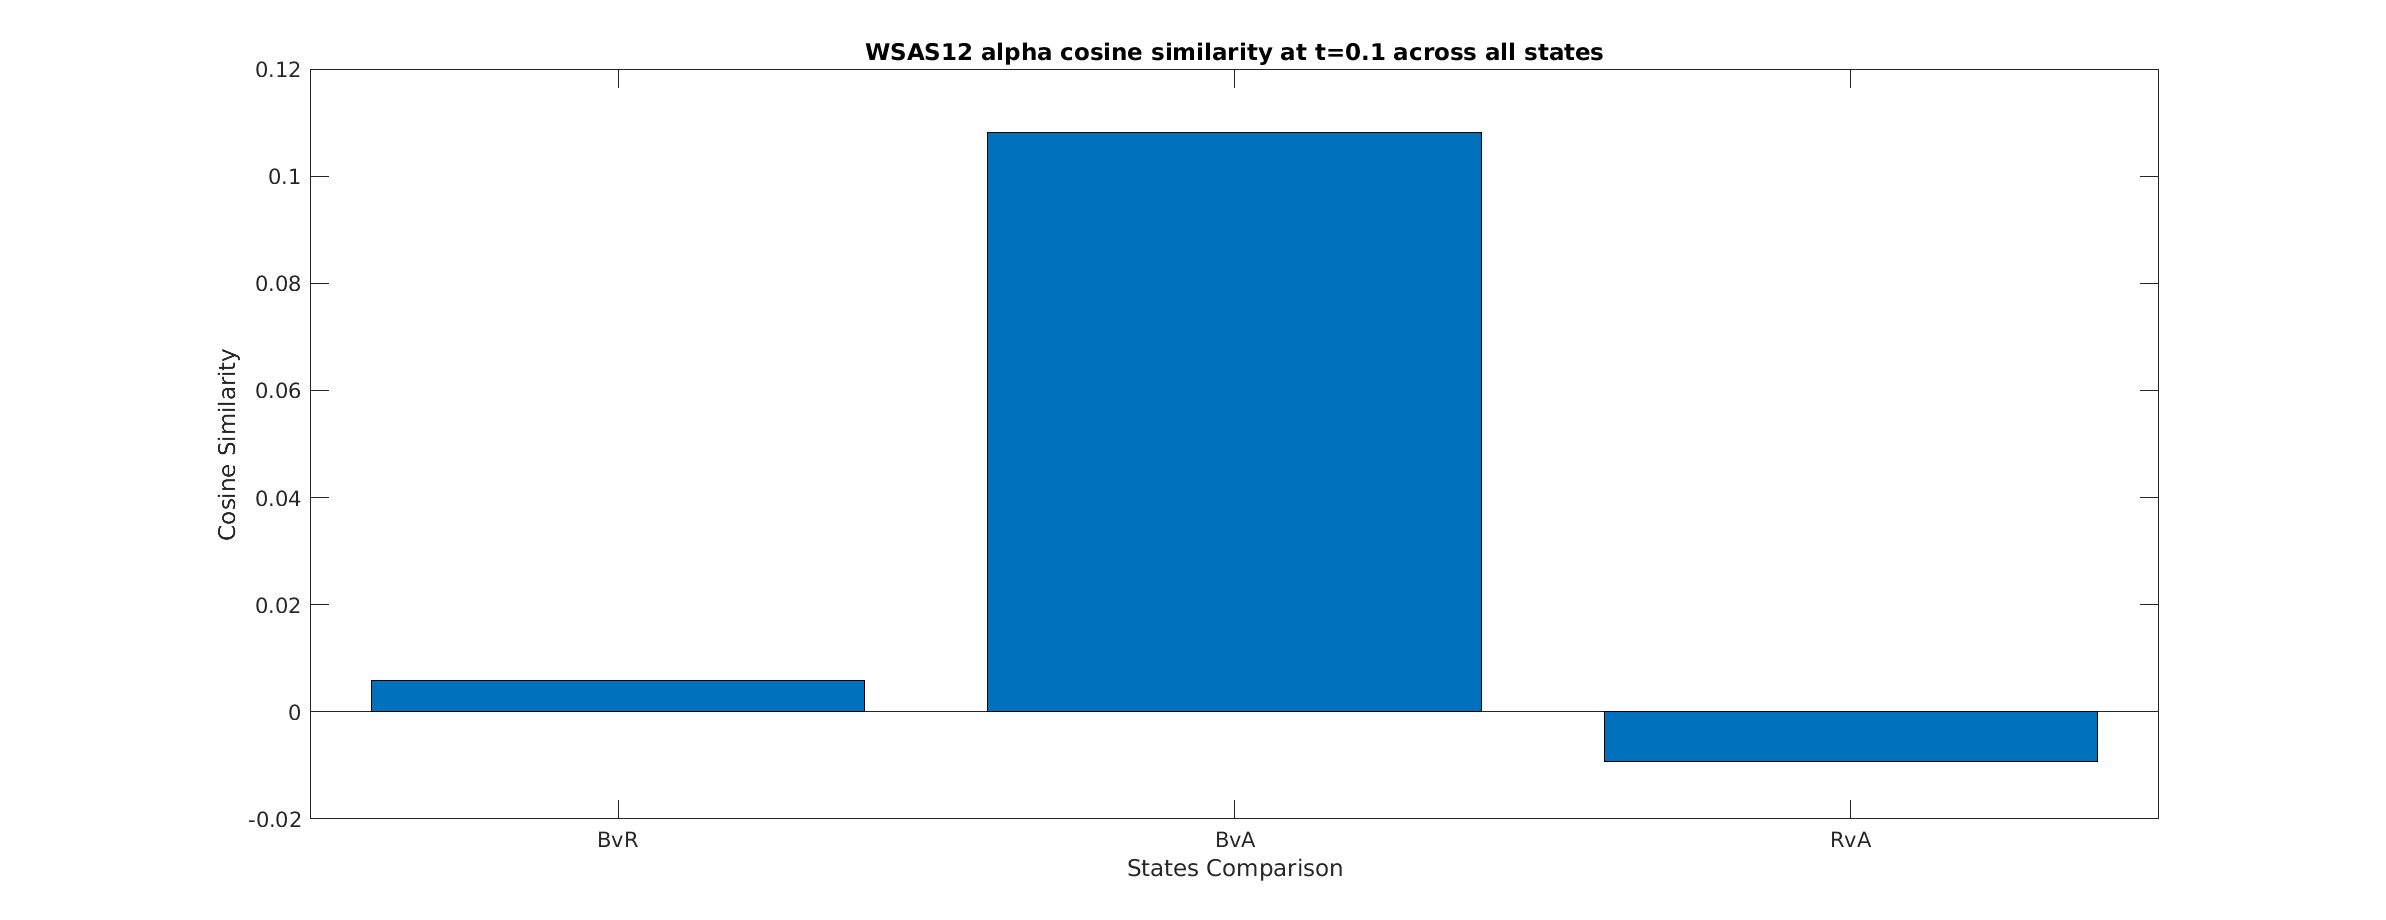 WSAS12 alpha cosine similarity at t=0.1 across all states
0.12
0.1
0.08
0.06
0.04
0.02
0
-0.02
Cosine Similarity
BvR BvA RvA
States Comparison